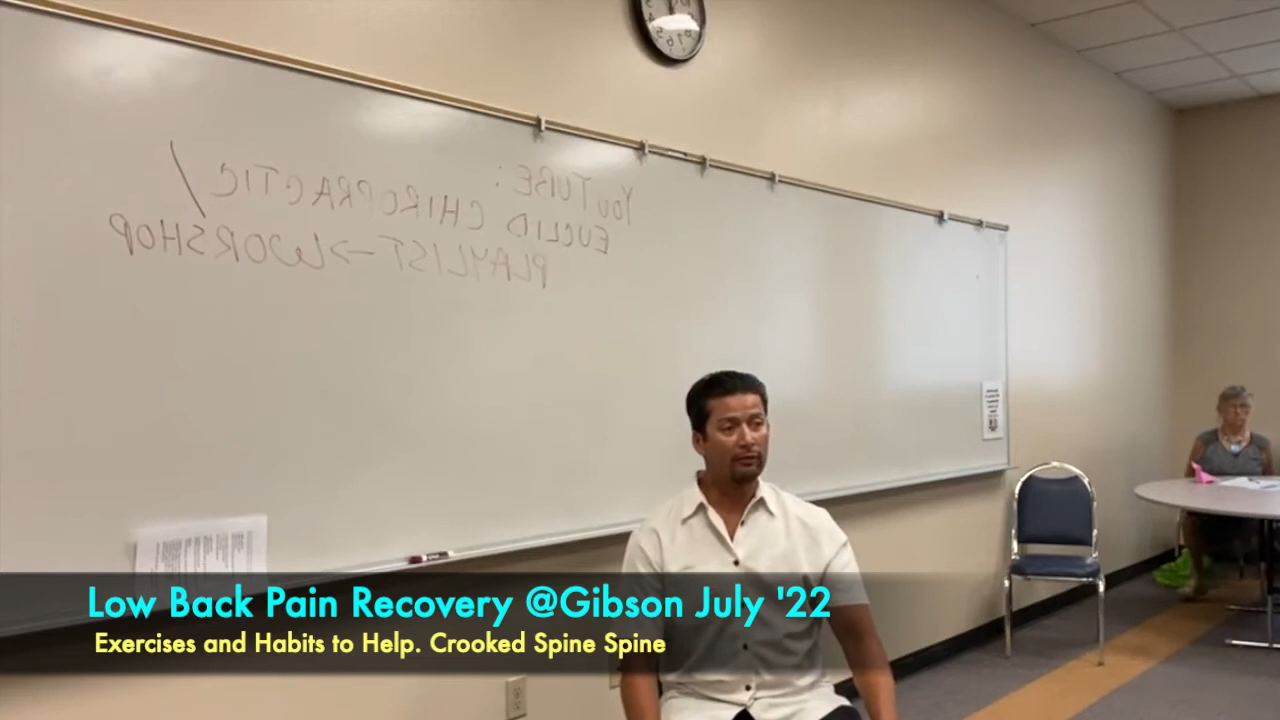 YOUTUBE:
EUCLID CHIROPRACTIC/
PLAYLIST->WORSHOP
Low Back Pain Recovery @Gibson July '22
Exercises and Habits to Help. Crooked Spine Spine